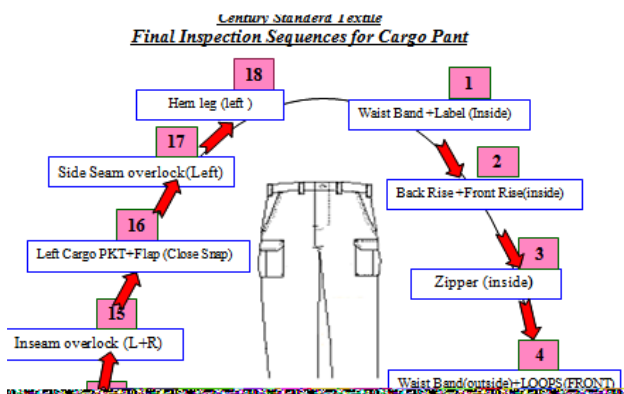 Century Standerd Textile
Final Inspection Sequences for Cargo Pant
18
Hem leg (left )
1
Waist Band +Label (Inside)
17
Side Seam overlock(Left)
2
Back Rise +Front Rise(inside)
16
Left Cargo PKT+Flap (Close Snap)
3
Zipper (inside)
15
Inseam overlock (L+R)
4
Waist Band(outside)+LOOPS(FRONT)